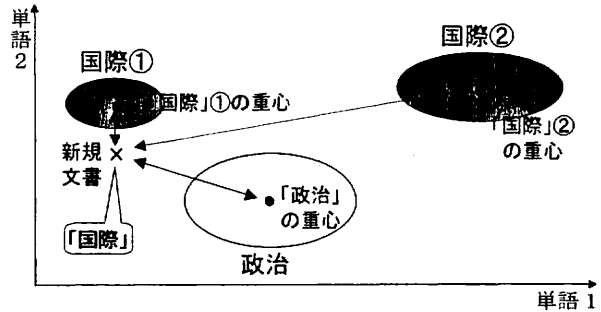 単語2
国際①
国際②
国際」①の重心
「国際」②
の重心
新規
文書
×
「政治」
の重心
「国際」
政治
単語1